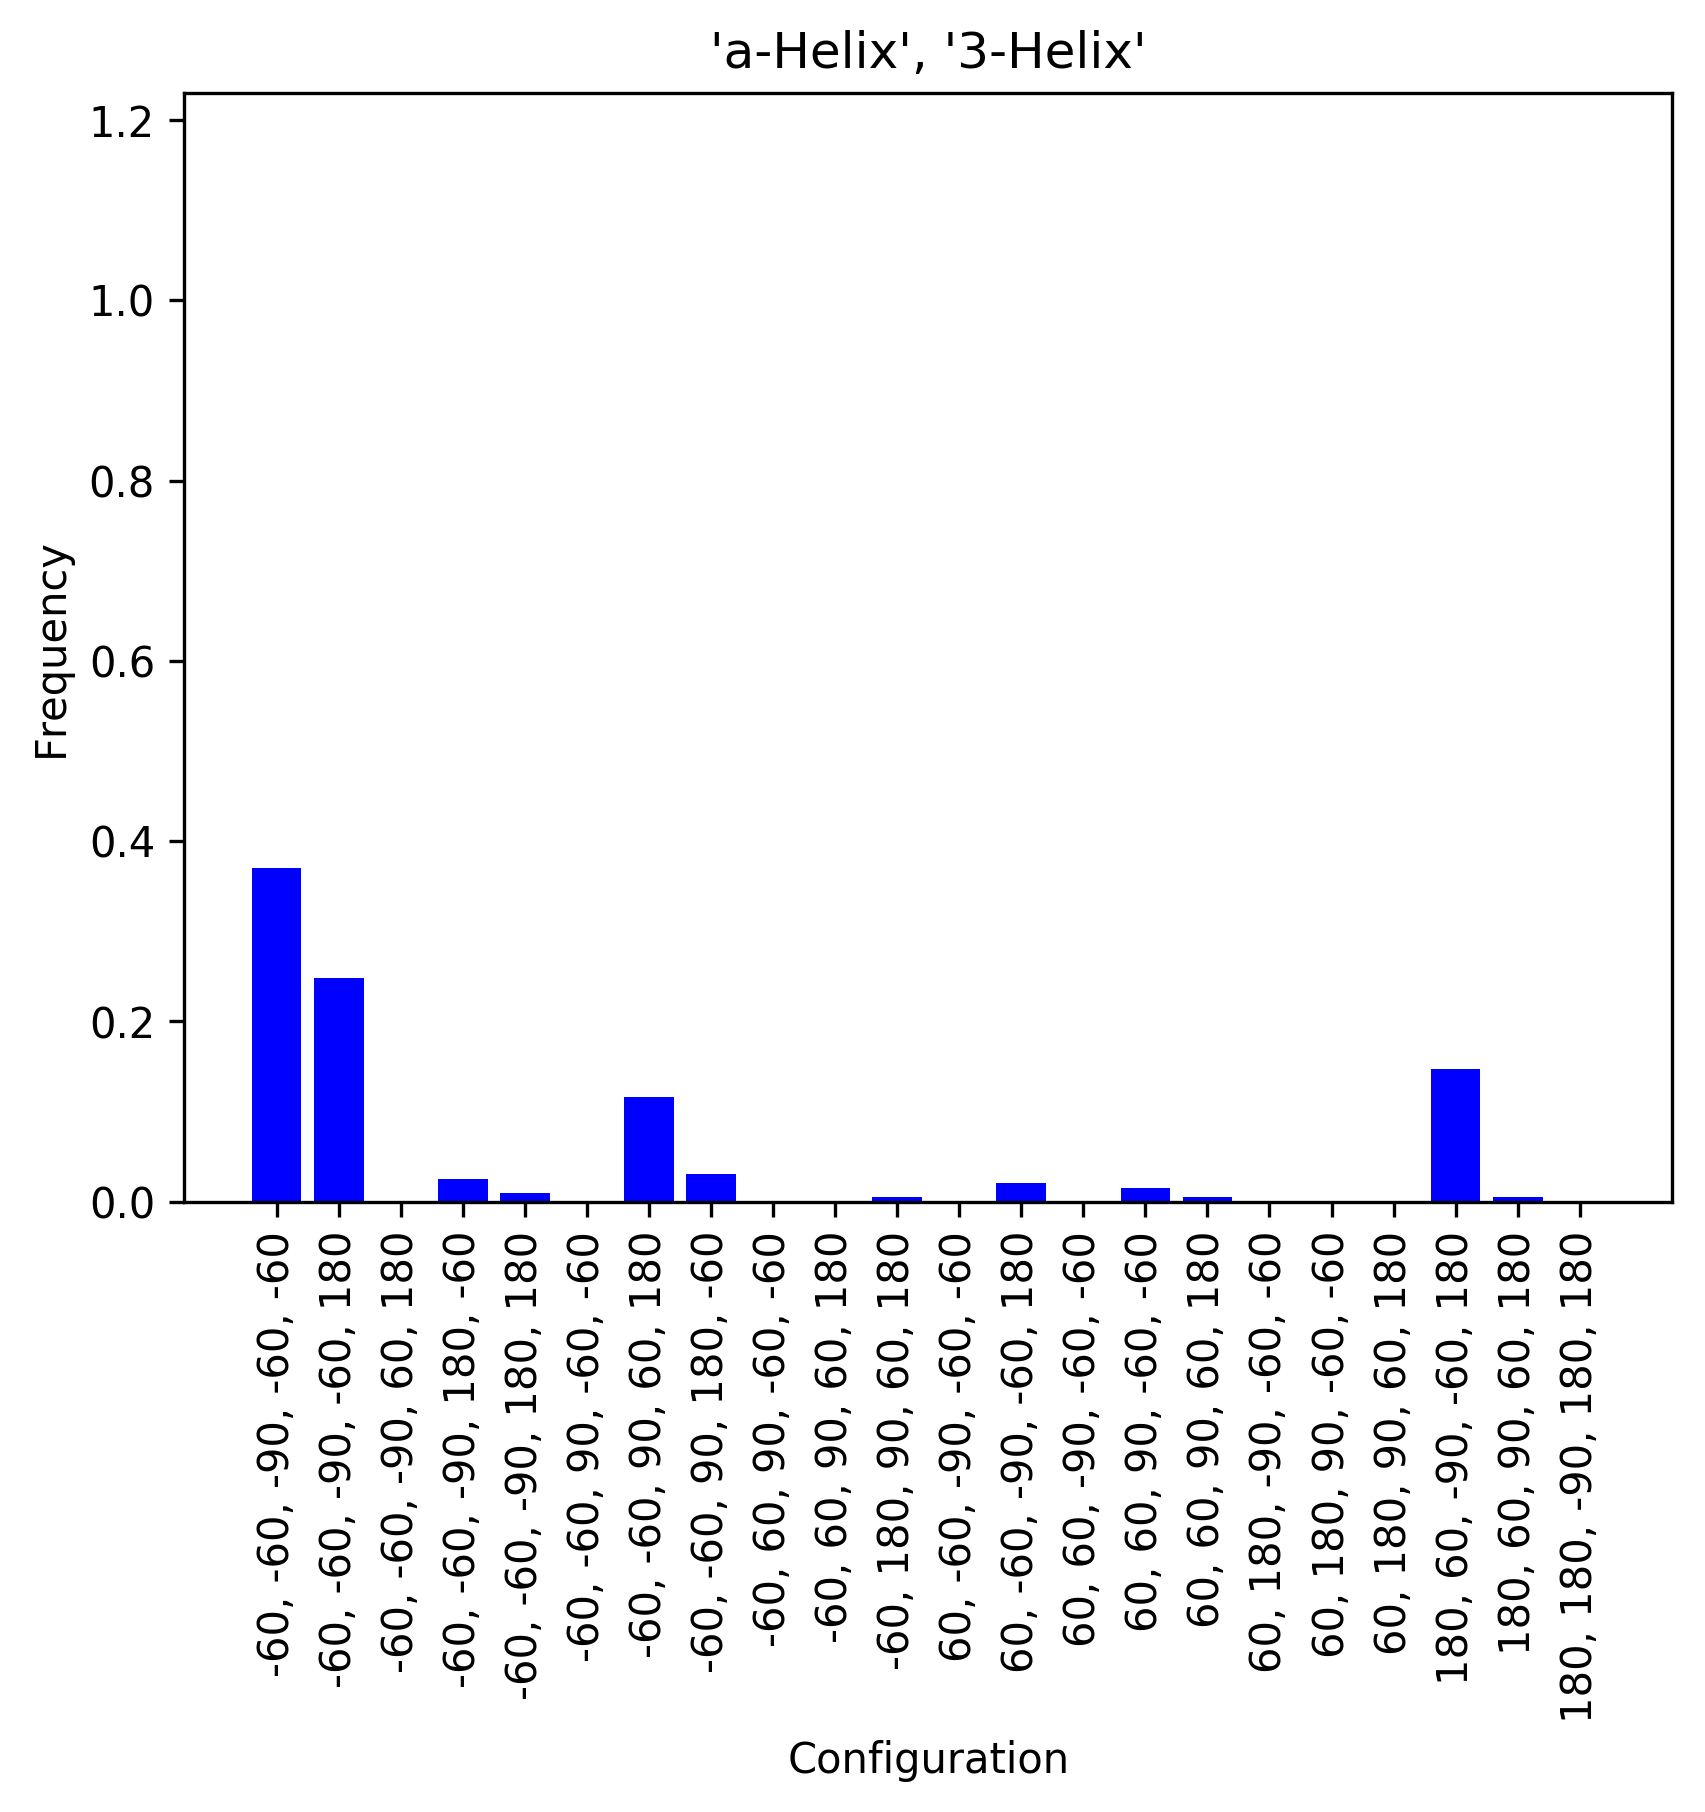 'a-Helix', '3-Helix'
1.2
1.0
0.8
0.6
0.4
0.2
0.0
Frequency
-60, -60, -90, -60, -60
-60, -60, -90, -60, 180
-60, -60, -90, 60, 180
-60, -60, -90, 180, -60
-60, -60, -90, 180, 180
-60, -60, 90, -60, -60
-60, -60, 90, 60, 180
-60, -60, 90, 180, -60
-60, 60, 90, -60, -60
-60, 60, 90, 60, 180
-60, 180, 90, 60, 180
60, -60, -90, -60, -60
60, -60, -90, -60, 180
60, 60, -90, -60, -60
60, 60, 90, -60, -60
60, 60, 90, 60, 180
60, 180, -90, -60, -60
60, 180, 90, -60, -60
60, 180, 90, 60, 180
180, 60, -90, -60, 180
180, 60, 90, 60, 180
180, 180, -90, 180, 180
Configuration